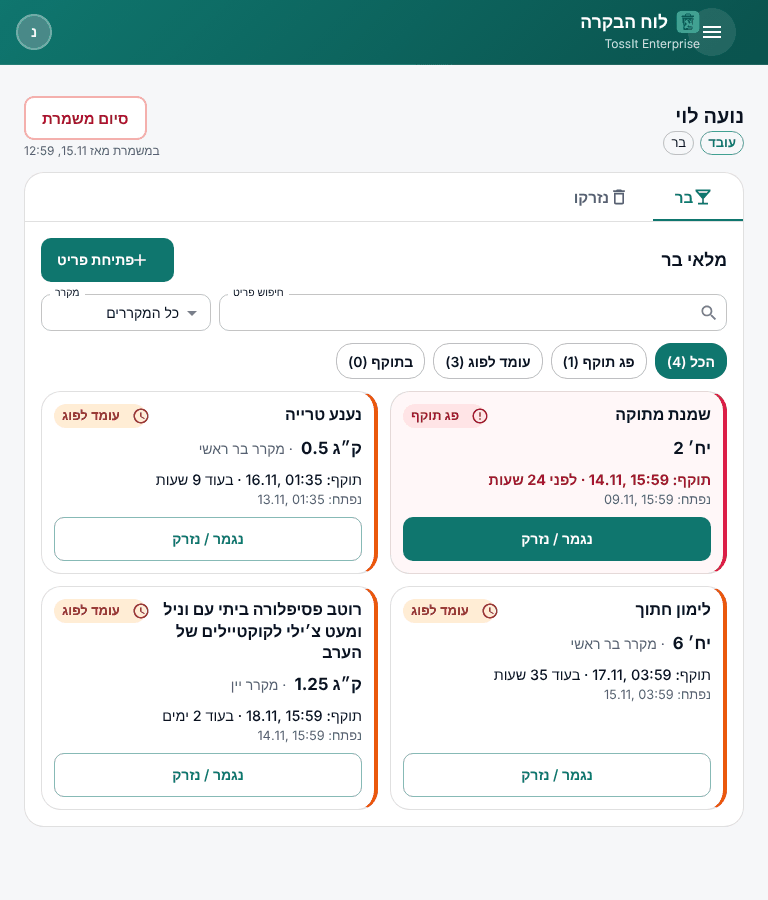 לוח הבקרה
TossIt Enterprise
נ
נועה לוי
עובד
בר
סיום משמרת
במשמרת מאז 15.11, 12:59
בר
נזרקו
מלאי בר
פתיחת פריט
חיפוש פריט
מקרר
כל המקררים
הכל (4)
פג תוקף (1)
עומד לפוג (3)
בתוקף (0)
שמנת מתוקה
פג תוקף
2 יח׳
תוקף: 14.11, 15:59 · לפני 24 שעות
נפתח: 09.11, 15:59
נגמר / נזרק
נענע טרייה
עומד לפוג
0.5 ק״ג · מקרר בר ראשי
תוקף: 16.11, 01:35 · בעוד 9 שעות
נפתח: 13.11, 01:35
נגמר / נזרק
לימון חתוך
עומד לפוג
6 יח׳ · מקרר בר ראשי
תוקף: 17.11, 03:59 · בעוד 35 שעות
נפתח: 15.11, 03:59
נגמר / נזרק
רוטב פסיפלורה ביתי עם וניל
ומעט צ׳ילי לקוקטיילים של
הערב
עומד לפוג
1.25 ק״ג · מקרר יין
תוקף: 18.11, 15:59 · בעוד 2 ימים
נפתח: 14.11, 15:59
נגמר / נזרק